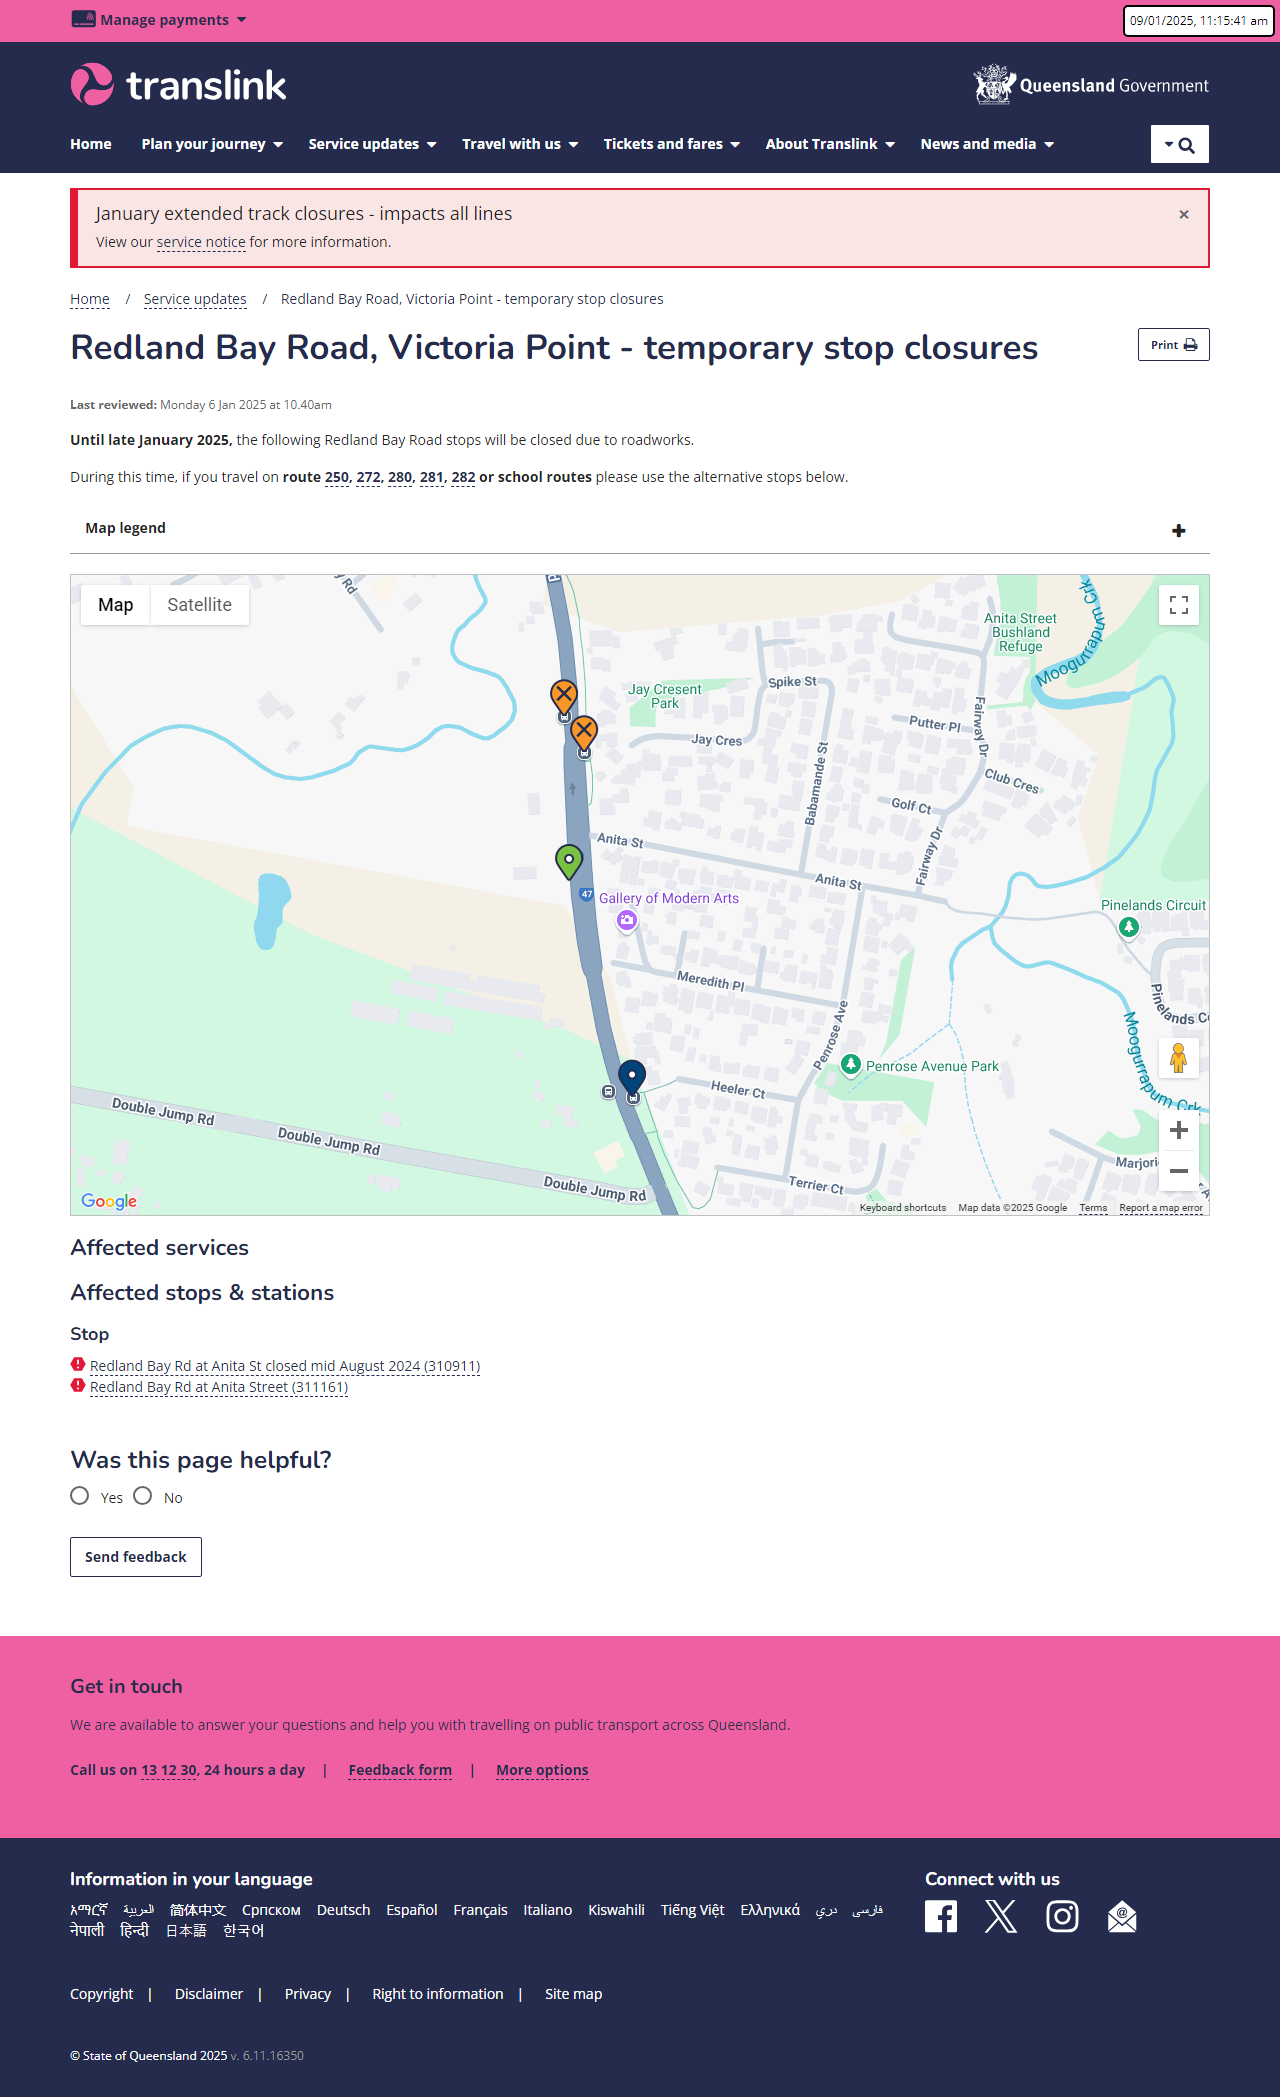 Manage payments
09/01/2025, 11:15:41 am
translink
Queensland Government
Home
Plan your journey
Service updates
Travel with us
Tickets and fares
About Translink
News and media
January extended track closures - impacts all lines
×
View our service notice for more information.
Home / Service updates / Redland Bay Road, Victoria Point - temporary stop closures
Redland Bay Road, Victoria Point - temporary stop closures
Print
Last reviewed: Monday 6 Jan 2025 at 10.40am
Until late January 2025, the following Redland Bay Road stops will be closed due to roadworks.
During this time, if you travel on route 250, 272, 280, 281, 282 or school routes please use the alternative stops below.
Map legend
Map
Satellite
y Rd
d
Anita Street
Bushland
Refuge
Moogurrapum Crk
Jay Cresent
Park
Spike St
Jay Cres
Putter Pl
Fairway Dr
Club Cres
Babamande St
Golf Ct
Fairway Dr
Anita St
Anita St
47
Gallery of Modern Arts
Pinelands Circuit
Meredith Pl
Penrose Ave
Pinelands C
Moogurrapum Crk
Penrose Avenue Park
Heeler Ct
Double Jump Rd
Double Jump Rd
Double Jump Rd
Terrier Ct
Marjori
Google
Keyboard shortcuts
Map data ©2025 Google
Terms
Report a map error
Affected services
Affected stops & stations
Stop
Redland Bay Rd at Anita St closed mid August 2024 (310911)
Redland Bay Rd at Anita Street (311161)
Was this page helpful?
Yes
No
Send feedback
Get in touch
We are available to answer your questions and help you with travelling on public transport across Queensland.
Call us on 13 12 30, 24 hours a day | Feedback form | More options
Information in your language
Connect with us
አማርኛ العربية 简体中文 Српском Deutsch Español Français Italiano Kiswahili Tiếng Việt Ελληνικά دري فارسی
नेपाली हिन्दी 日本語 한국어
Copyright | Disclaimer | Privacy | Right to information | Site map
© State of Queensland 2025 v. 6.11.16350